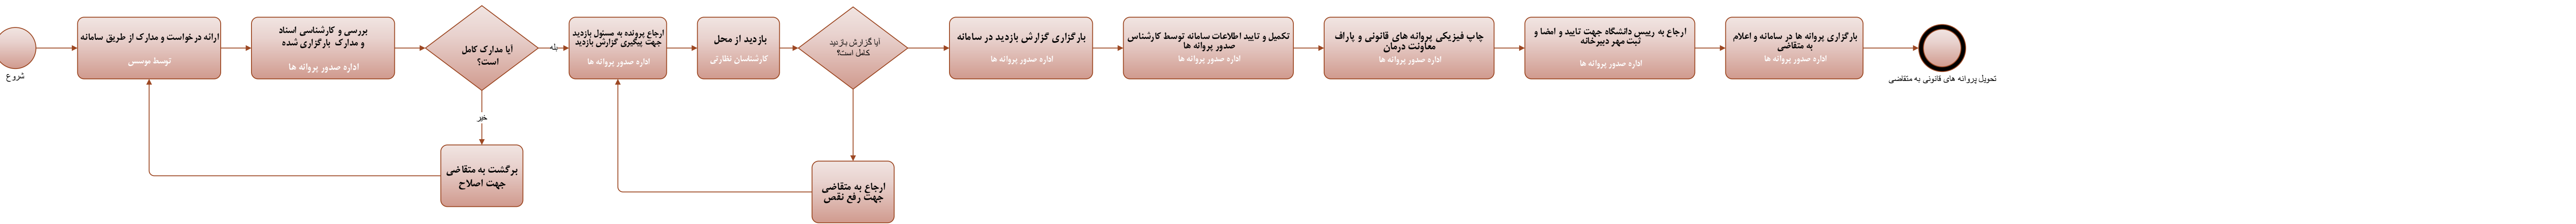 شروع
ارائه درخواست و مدارک از طریق سامانه
توسط موسس
بررسی و کارشناسی اسناد
و مدارک بارگزاری شده
اداره صدور پروانه ها
آیا مدارک کامل
است؟
بله
خیر
برگشت به متقاضی
جهت اصلاح
ارجاع پرونده به مسئول بازدید
جهت پیگیری گزارش بازدید
اداره صدور پروانه ها
بازدید از محل
کارشناسان نظارتی
آیا گزارش بازدید
کامل است؟
ارجاع به متقاضی
جهت رفع نقص
بارگزاری گزارش بازدید در سامانه
اداره صدور پروانه ها
تکمیل و تایید اطلاعات سامانه توسط کارشناس
صدور پروانه ها
اداره صدور پروانه ها
چاپ فیزیکی پروانه های قانونی و پاراف
معاونت درمان
اداره صدور پروانه ها
ارجاع به رییس دانشگاه جهت تایید و امضا و
ثبت مهر دبیرخانه
اداره صدور پروانه ها
بارگزاری پروانه ها در سامانه و اعلام
به متقاضی
اداره صدور پروانه ها
تحویل پروانه های قانونی به متقاضی